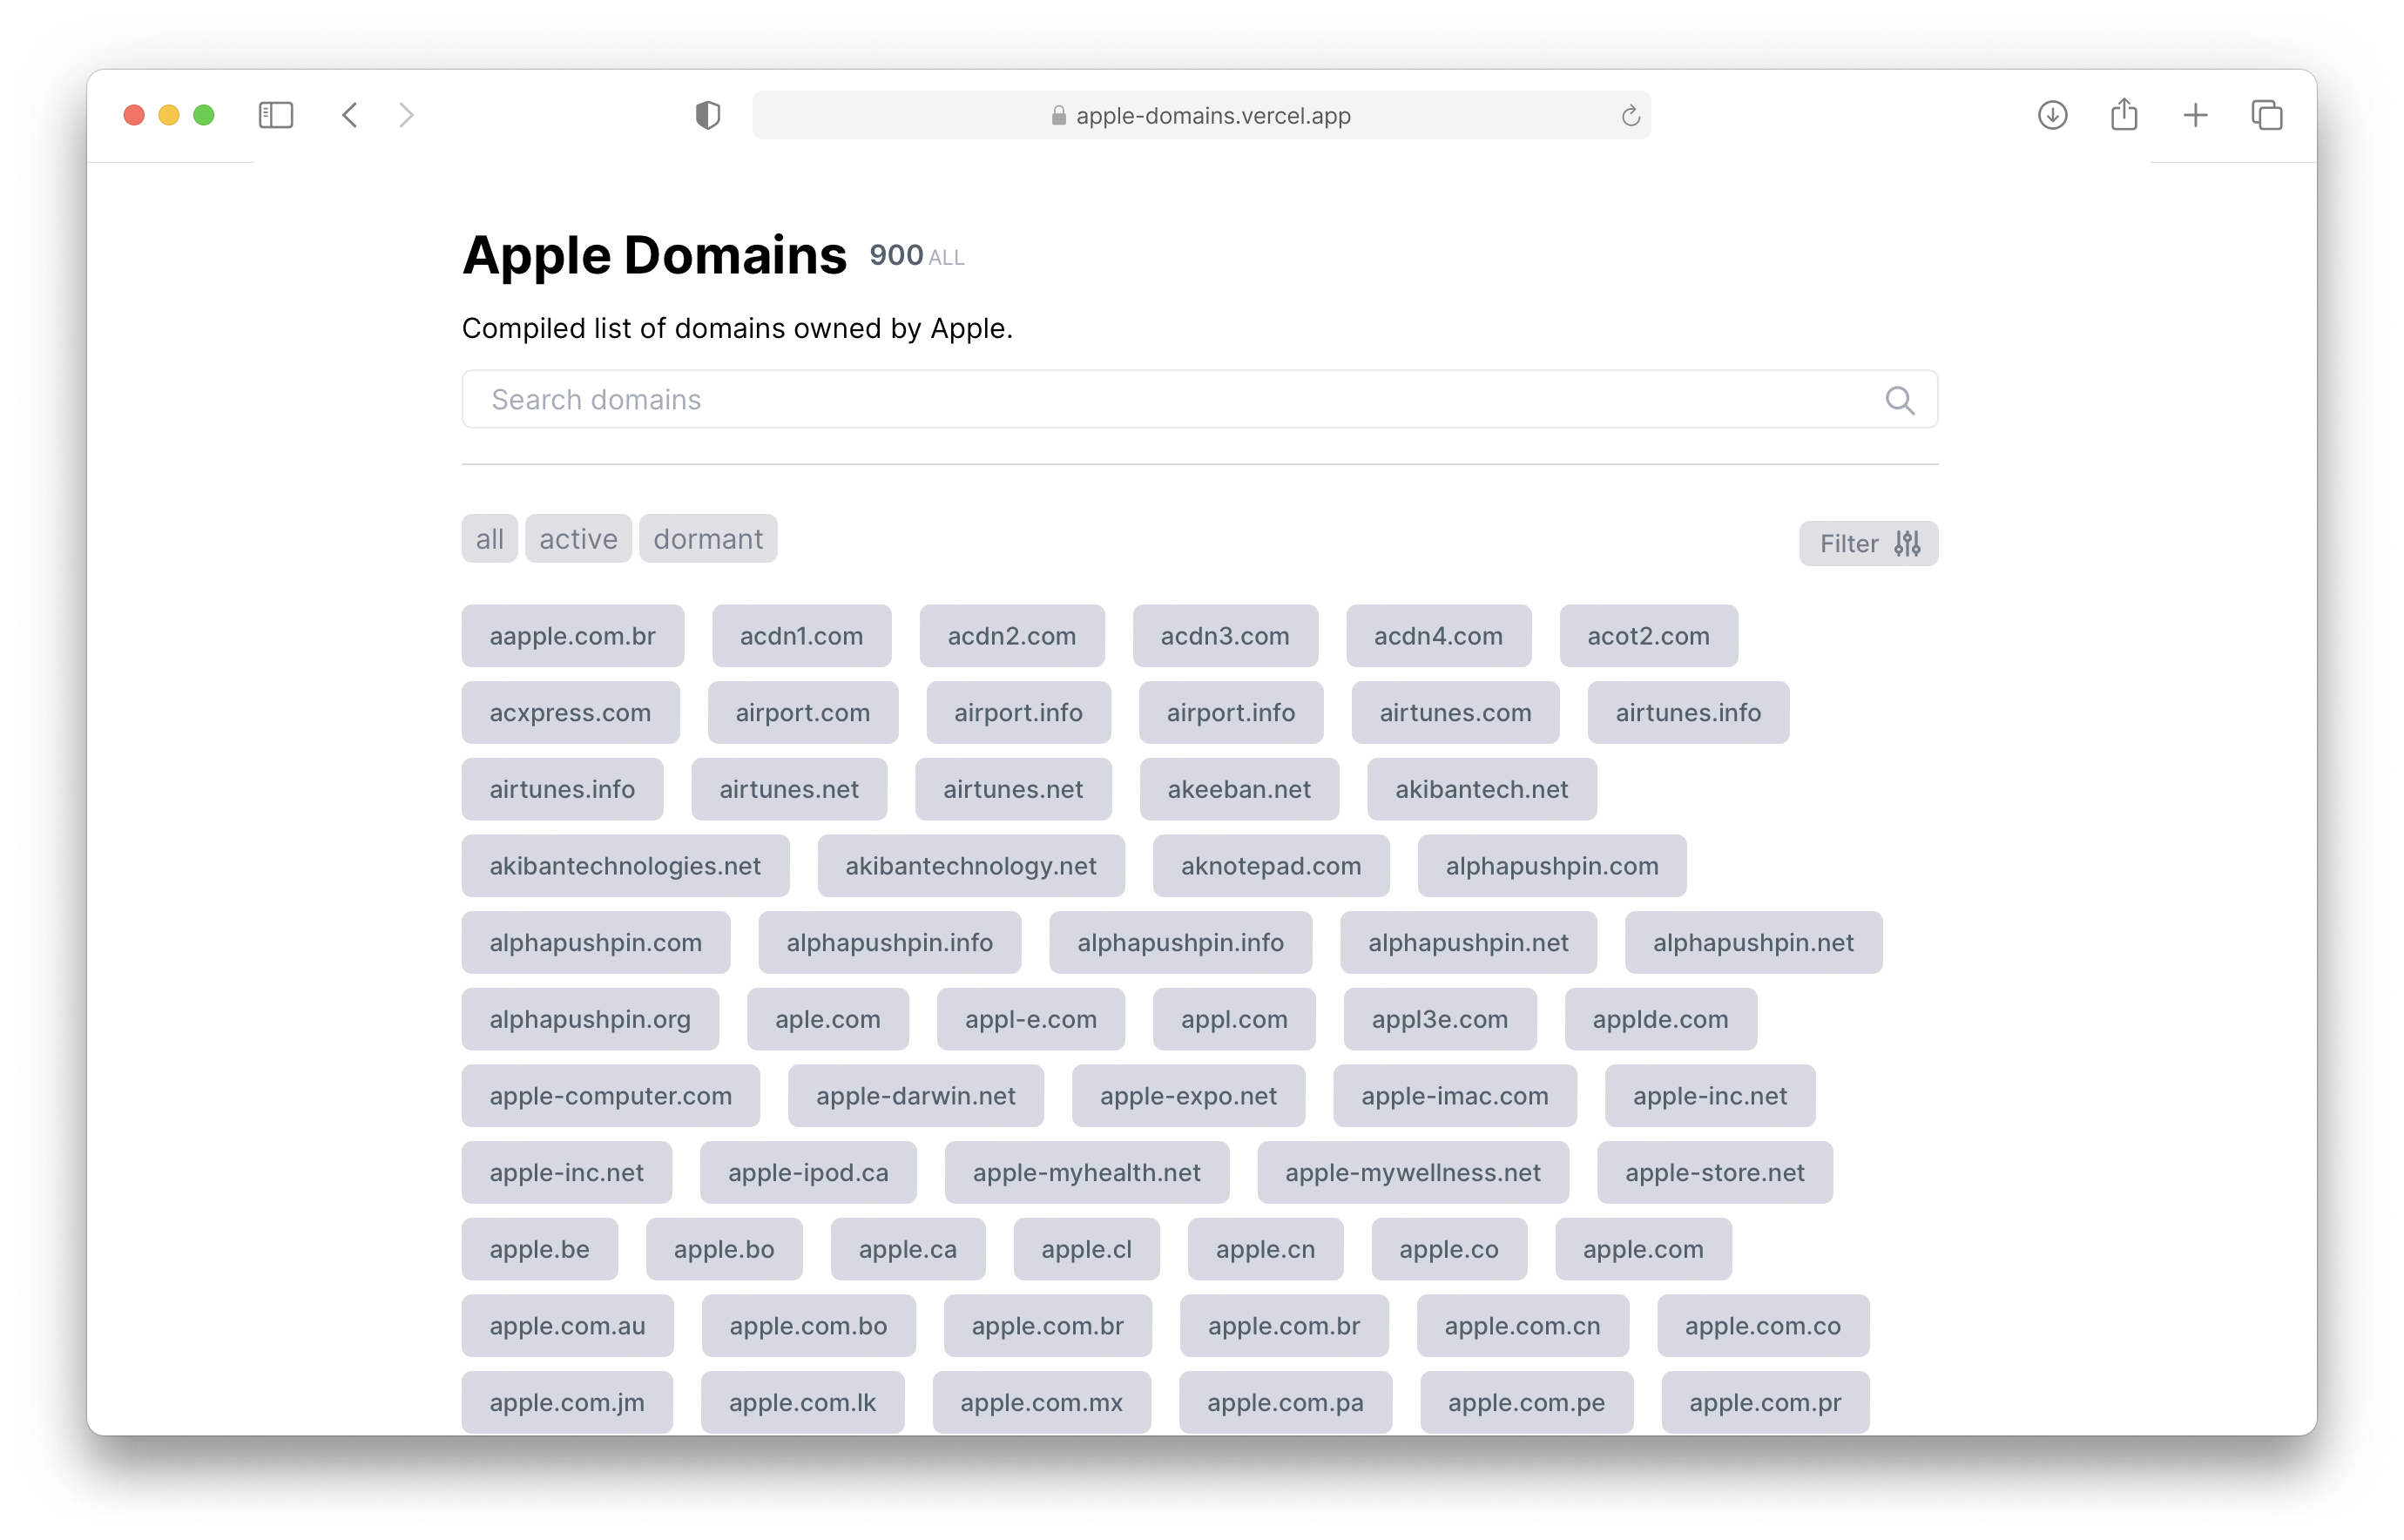 apple-domains.vercel.app
Apple Domains 900 ALL
Compiled list of domains owned by Apple.
Search domains
all active dormant Filter
aapple.com.br acdn1.com acdn2.com acdn3.com acdn4.com acot2.com
acxpress.com airport.com airport.info airport.info airtunes.com airtunes.info
airtunes.info airtunes.net airtunes.net akeeban.net akibantech.net
akibantechnologies.net akibantechnology.net aknotepad.com alphapushpin.com
alphapushpin.com alphapushpin.info alphapushpin.info alphapushpin.net alphapushpin.net
alphapushpin.org aple.com appl-e.com appl.com appl3e.com applde.com
apple-computer.com apple-darwin.net apple-expo.net apple-imac.com apple-inc.net
apple-inc.net apple-ipod.ca apple-myhealth.net apple-mywellness.net apple-store.net
apple.be apple.bo apple.ca apple.cl apple.cn apple.co apple.com
apple.com.au apple.com.bo apple.com.br apple.com.br apple.com.cn apple.com.co
apple.com.jm apple.com.lk apple.com.mx apple.com.pa apple.com.pe apple.com.pr